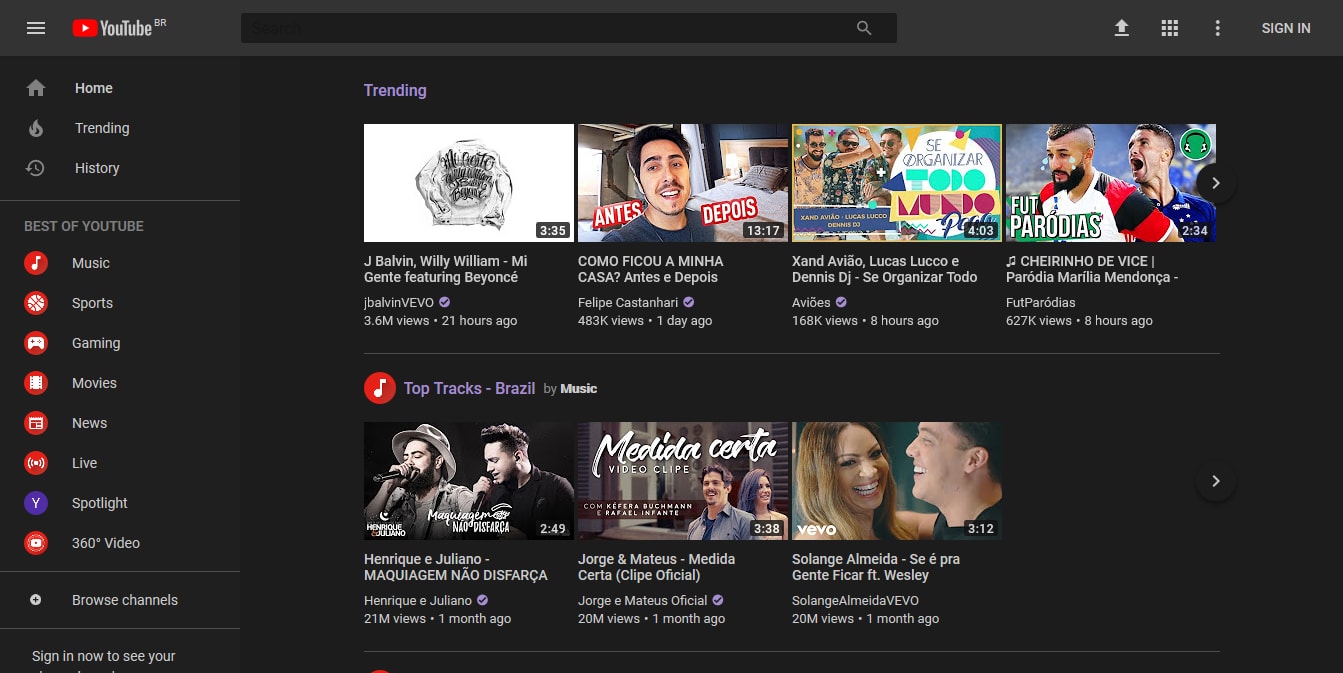 YouTube BR
Search
SIGN IN
Home
Trending
History
BEST OF YOUTUBE
Music
Sports
Gaming
Movies
News
Live
Y Spotlight
360° Video
Browse channels
Sign in now to see your
Trending
3:35
J Balvin, Willy William - Mi
Gente featuring Beyoncé
jbalvinVEVO
3.6M views • 21 hours ago
ANTES
DEPOIS
13:17
COMO FICOU A MINHA
CASA? Antes e Depois
Felipe Castanhari
483K views • 1 day ago
SE
ORGANIZAR
TODO
MUNDO
XAND AVIÃO - LUCAS LUCCO
DENNIS DJ
4:03
Xand Avião, Lucas Lucco e
Dennis Dj - Se Organizar Todo
Aviões
168K views • 8 hours ago
FUT
PARÓDIAS
2:34
♫ CHEIRINHO DE VICE |
Paródia Marília Mendonça -
FutParódias
627K views • 8 hours ago
Top Tracks - Brazil by Music
Maquiagem
NÃO DISFARÇA
HENRIQUE
&JULIANO
2:49
Henrique e Juliano -
MAQUIAGEM NÃO DISFARÇA
Henrique e Juliano
21M views • 1 month ago
Medida certa
VIDEO CLIPE
COM KÉFERA BUCHMANN
E RAFAEL INFANTE
3:38
Jorge & Mateus - Medida
Certa (Clipe Oficial)
Jorge e Mateus Oficial
20M views • 1 month ago
vevo
3:12
Solange Almeida - Se é pra
Gente Ficar ft. Wesley
SolangeAlmeidaVEVO
20M views • 1 month ago